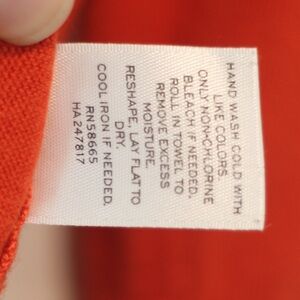 HAND WASH COLD WITH
LIKE COLORS.
ONLY NON-CHLORINE
BLEACH IF NEEDED.
ROLL IN TOWEL TO
REMOVE EXCESS
MOISTURE.
RESHAPE, LAY FLAT TO
DRY.
COOL IRON IF NEEDED.
RN58665
HA247817